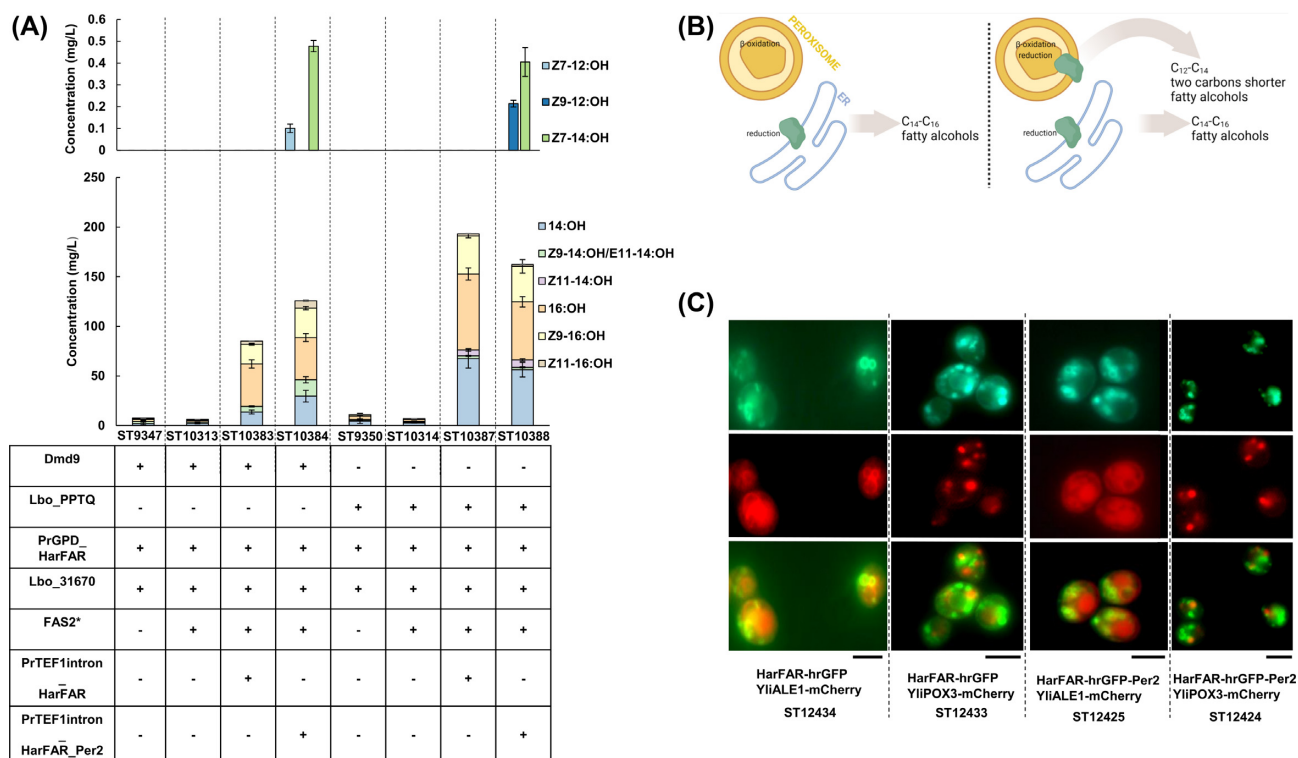 (A)
Concentration (mg/L)
0.6
0.5
0.4
0.3
0.2
0.1
0
Z7-12:OH
Z9-12:OH
Z7-14:OH
Concentration (mg/L)
250
200
150
100
50
0
14:OH
Z9-14:OH/E11-14:OH
Z11-14:OH
16:OH
Z9-16:OH
Z11-16:OH
ST9347 ST10313 ST10383 ST10384 ST9350 ST10314 ST10387 ST10388
Dmd9 + + + + - - - -
Lbo_PPTQ - - - - + + + +
PrGPD_
HarFAR + + + + + + + +
Lbo_31670 + + + + + + + +
FAS2* - + + + - + + +
PrTEF1intron
_
HarFAR - - + - - - + -
PrTEF1intron
_
HarFAR_Per2 - - - + - - - +
(B)
β-oxidation
PEROXISOME
ER
reduction
C14-C16
fatty alcohols
β-oxidation
reduction
C12-C14
two carbons shorter
fatty alcohols
reduction
C14-C16
fatty alcohols
(C)
HarFAR-hrGFP
YliALE1-mCherry
ST12434
HarFAR-hrGFP
YliPOX3-mCherry
ST12433
HarFAR-hrGFP-Per2
YliALE1-mCherry
ST12425
HarFAR-hrGFP-Per2
YliPOX3-mCherry
ST12424